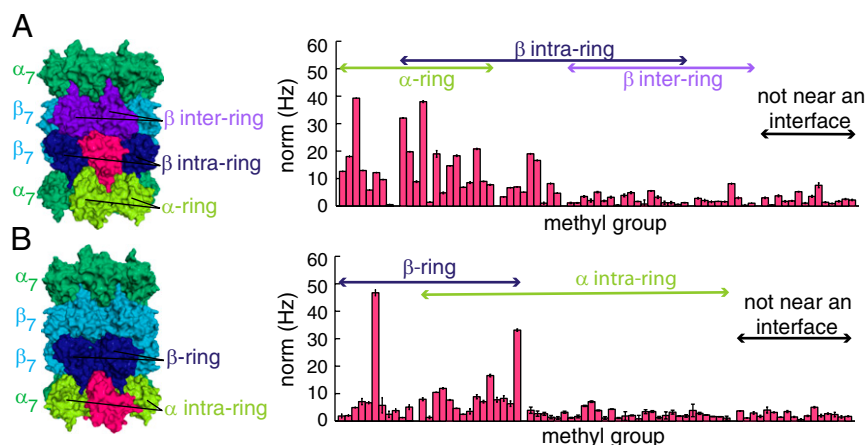 A
α7
β7
β7
α7
β inter-ring
β intra-ring
α-ring
norm (Hz)
60
50
40
30
20
10
0
β intra-ring
α-ring
β inter-ring
not near an
interface
methyl group
B
α7
β7
β7
α7
β-ring
α intra-ring
norm (Hz)
60
50
40
30
20
10
0
β-ring
α intra-ring
not near an
interface
methyl group